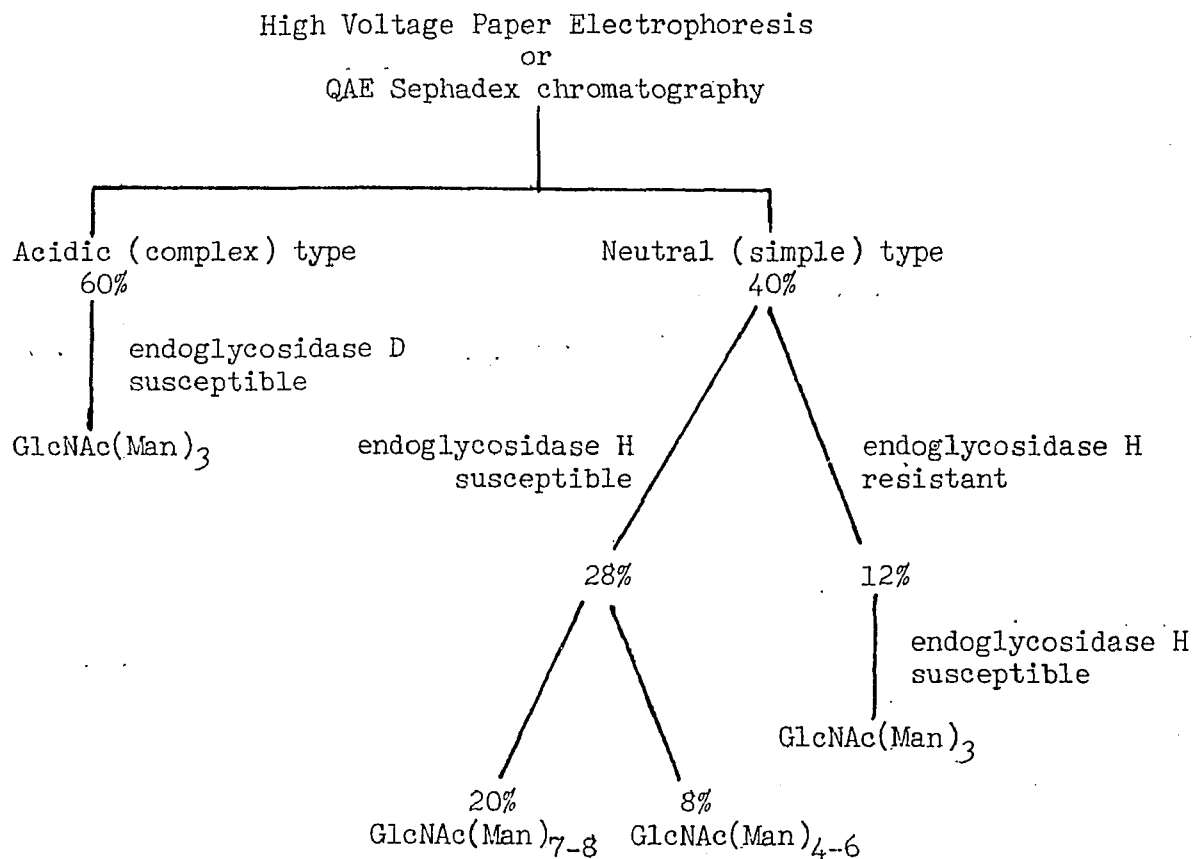 High Voltage Paper Electrophoresis
or
QAE Sephadex chromatography
Acidic (complex) type
60%
Neutral (simple) type
40%
endoglycosidase D
susceptible
GlcNAc(Man)3
endoglycosidase H
susceptible
endoglycosidase H
resistant
28%
12%
endoglycosidase H
susceptible
GlcNAc(Man)3
20%
GlcNAc(Man)7-8
8%
GlcNAc(Man)4-6